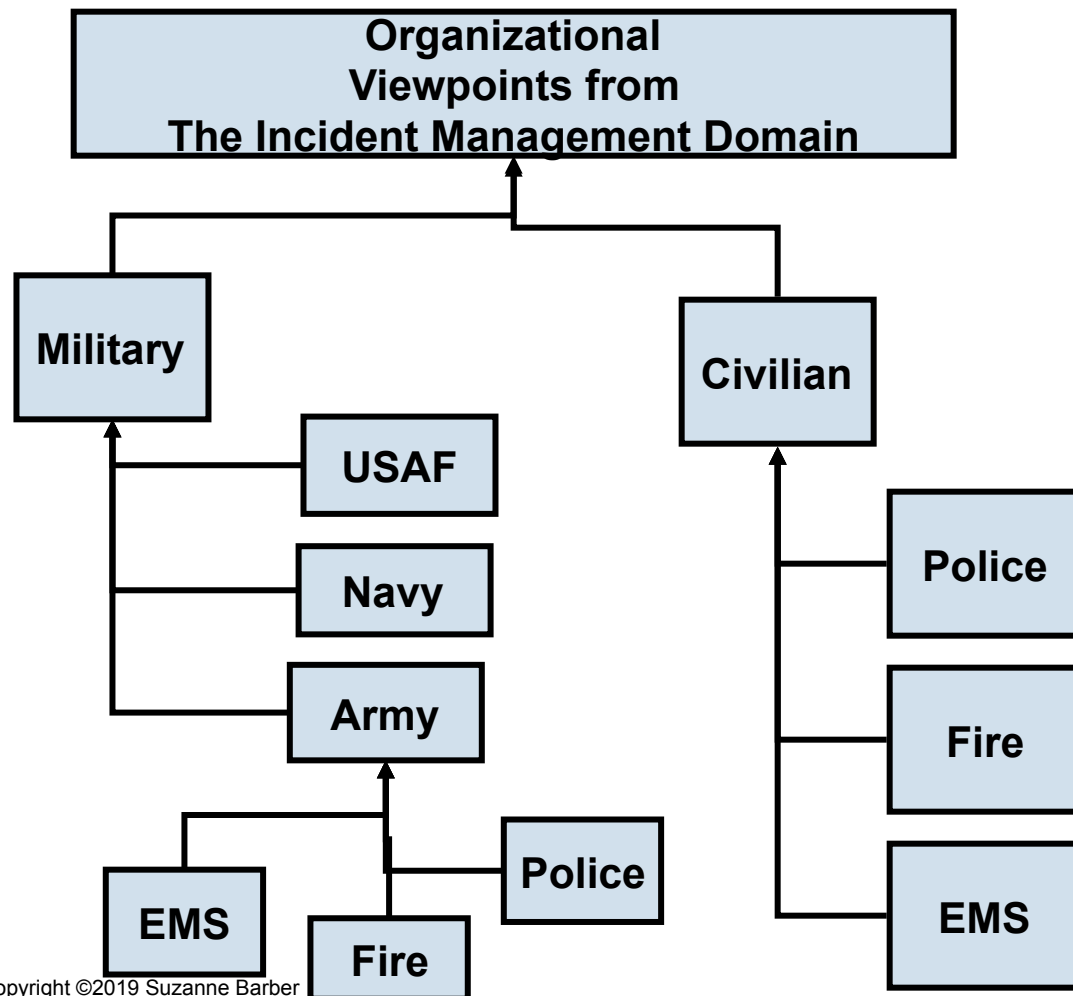 Organizational
Viewpoints from
The Incident Management Domain
Military
Civilian
USAF
Navy
Army
Police
Fire
EMS
EMS
Fire
Police
opyright ©2019 Suzanne Barber